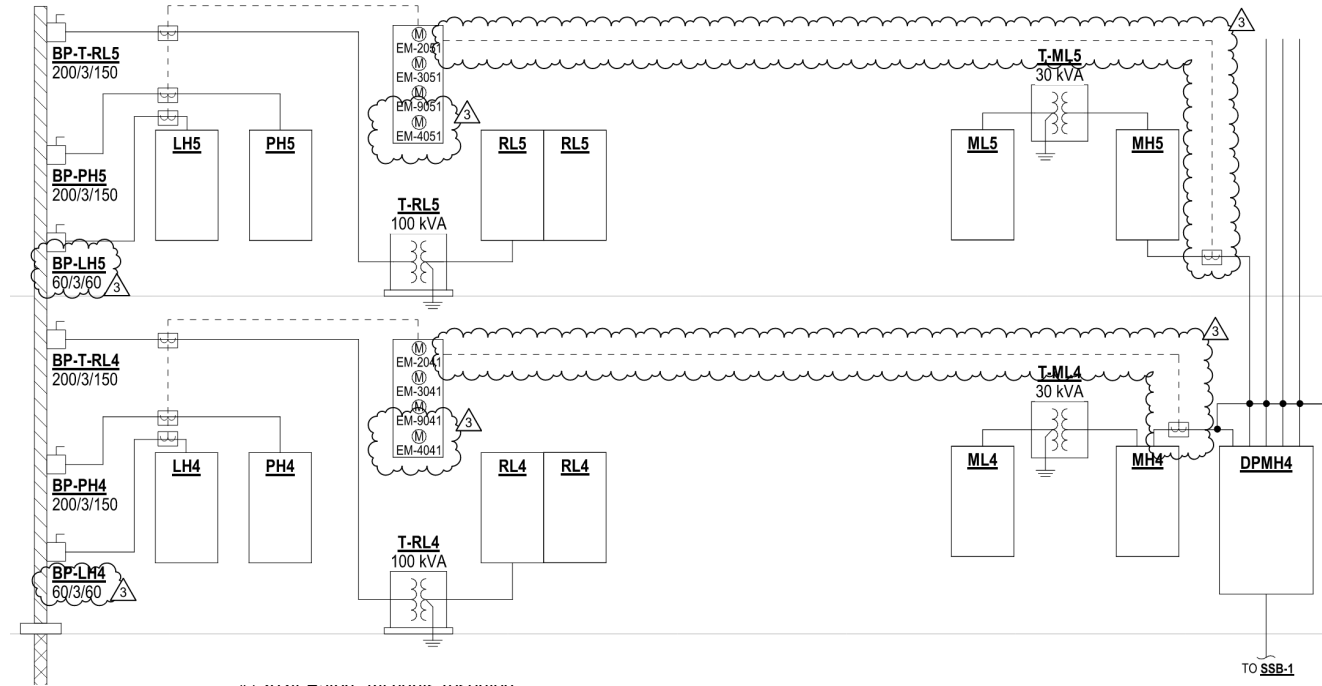 3
M
EM-2051
M
EM-3051
M
EM-9051
M
EM-4051
3
BP-T-RL5
200/3/150
T-ML5
30 kVA
LH5
PH5
RL5
RL5
ML5
MH5
BP-PH5
200/3/150
T-RL5
100 kVA
BP-LH5
60/3/60
3
3
M
EM-2041
M
EM-3041
M
EM-9041
M
EM-4041
3
BP-T-RL4
200/3/150
T-ML4
30 kVA
LH4
PH4
RL4
RL4
ML4
MH4
DPMH4
BP-PH4
200/3/150
T-RL4
100 kVA
BP-LH4
60/3/60
3
TO SSB-1